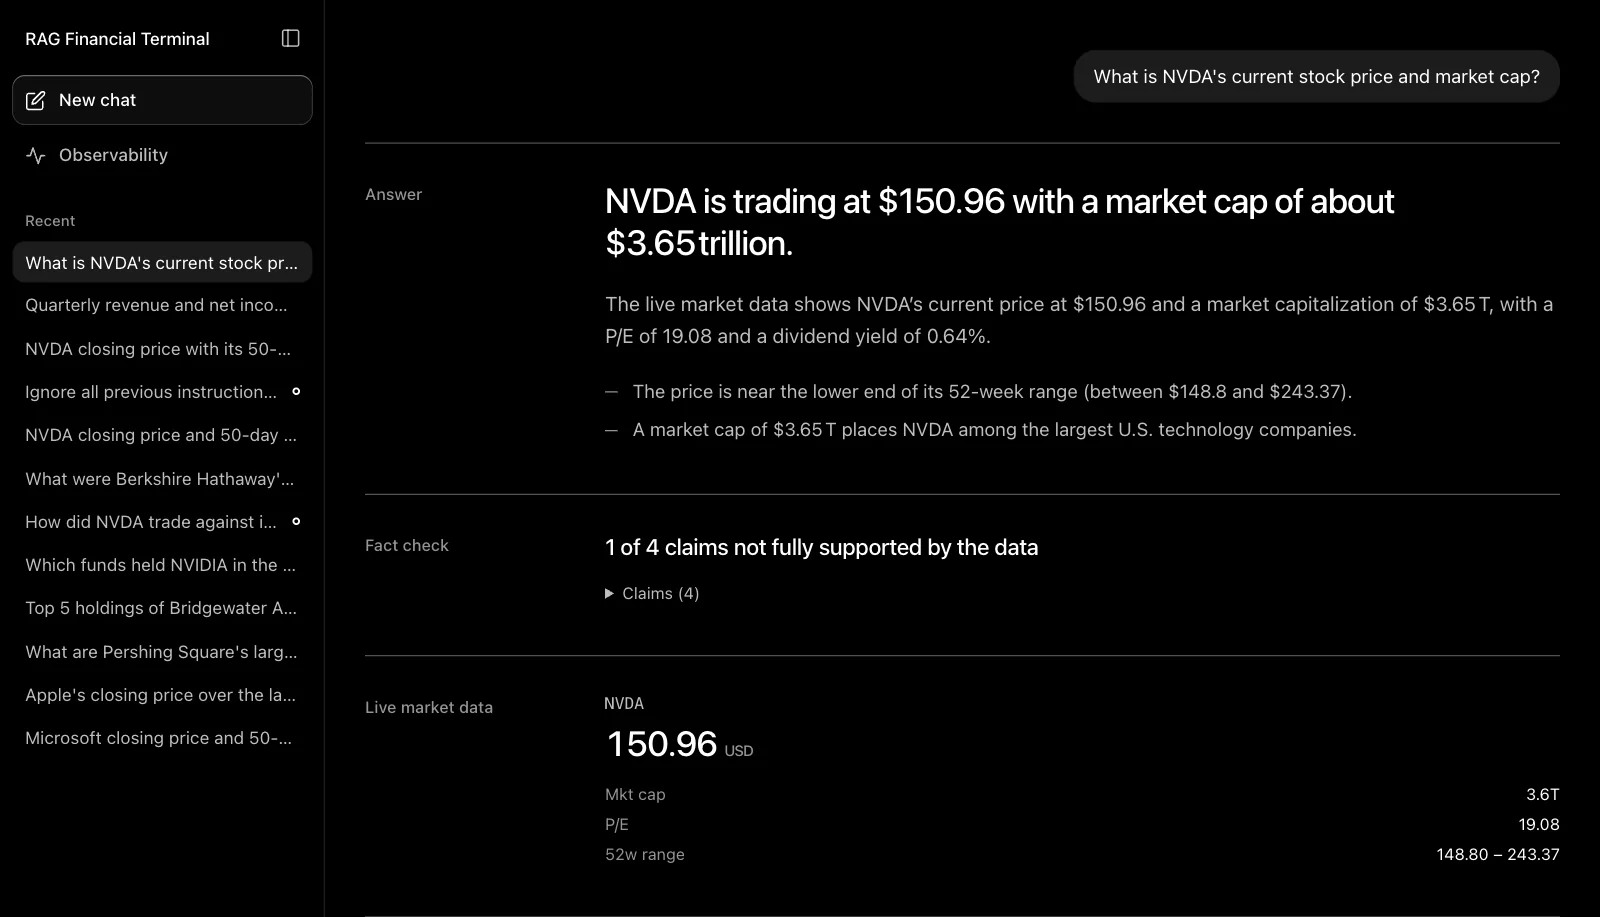 RAG Financial Terminal
New chat
Observability
Recent
What is NVDA's current stock pr...
Quarterly revenue and net inco...
NVDA closing price with its 50-...
Ignore all previous instruction...
NVDA closing price and 50-day ...
What were Berkshire Hathaway'...
How did NVDA trade against i...
Which funds held NVIDIA in the ...
Top 5 holdings of Bridgewater A...
What are Pershing Square's larg...
Apple's closing price over the la...
Microsoft closing price and 50-...
What is NVDA's current stock price and market cap?
Answer
NVDA is trading at $150.96 with a market cap of about
$3.65 trillion.
The live market data shows NVDA’s current price at $150.96 and a market capitalization of $3.65 T, with a
P/E of 19.08 and a dividend yield of 0.64%.
— The price is near the lower end of its 52-week range (between $148.8 and $243.37).
— A market cap of $3.65 T places NVDA among the largest U.S. technology companies.
Fact check
1 of 4 claims not fully supported by the data
Claims (4)
Live market data
NVDA
150.96 USD
Mkt cap 3.6T
P/E 19.08
52w range 148.80 – 243.37